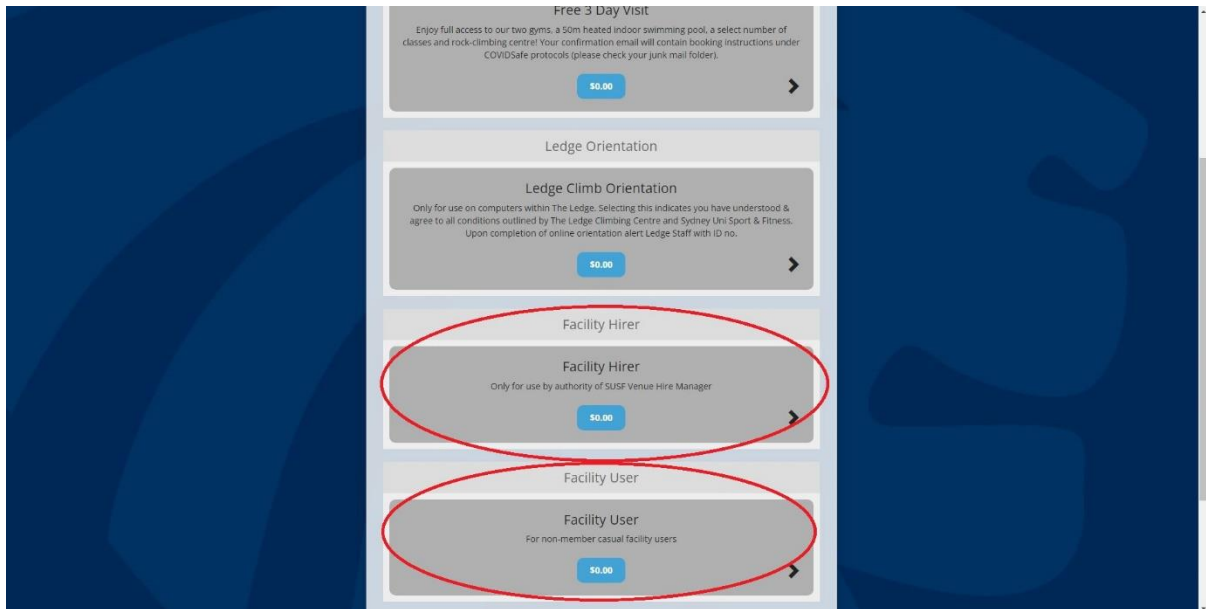 Free 3 Day Visit
Enjoy full access to our two gyms, a 50m heated indoor swimming pool, a select number of
classes and rock-climbing centre! Your confirmation email will contain booking instructions under
COVIDSafe protocols (please check your junk mail folder).
$0.00
Ledge Orientation
Ledge Climb Orientation
Only for use on computers within The Ledge. Selecting this indicates you have understood &
agree to all conditions outlined by The Ledge Climbing Centre and Sydney Uni Sport & Fitness.
Upon completion of online orientation alert Ledge Staff with ID no.
$0.00
Facility Hirer
Facility Hirer
Only for use by authority of SUSF Venue Hire Manager
$0.00
Facility User
Facility User
For non-member casual facility users
$0.00